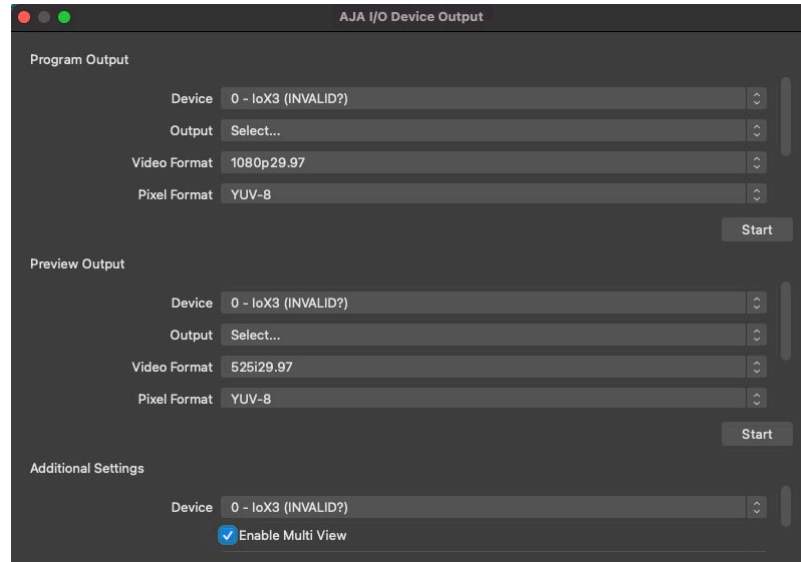 AJA I/O Device Output
Program Output
Device 0 - IoX3 (INVALID?)
Output Select...
Video Format 1080p29.97
Pixel Format YUV-8
Start
Preview Output
Device 0 - IoX3 (INVALID?)
Output Select...
Video Format 525i29.97
Pixel Format YUV-8
Start
Additional Settings
Device 0 - IoX3 (INVALID?)
Enable Multi View